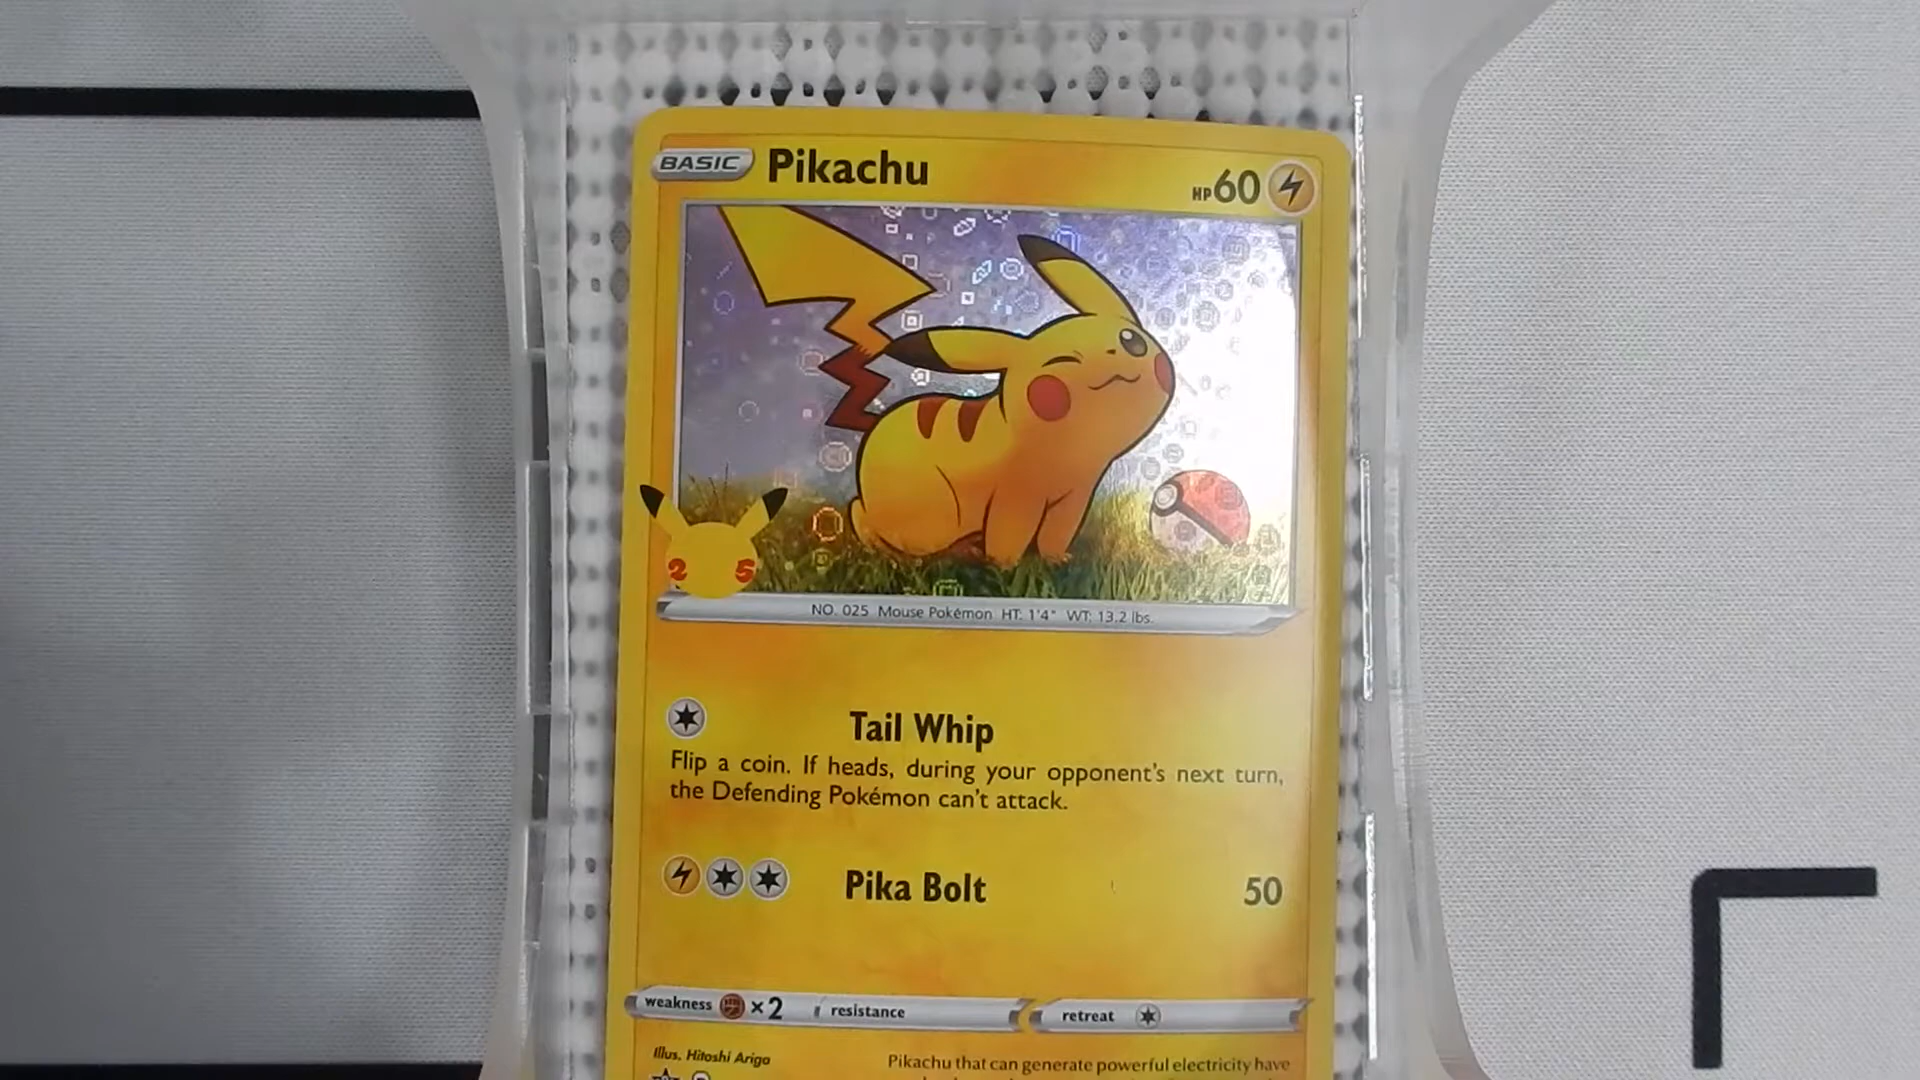 BASIC Pikachu HP60
2 5
NO. 025 Mouse Pokémon HT: 1'4" WT: 13.2 lbs.
Tail Whip
Flip a coin. If heads, during your opponent's next turn,
the Defending Pokémon can't attack.
Pika Bolt 50
weakness ×2 resistance retreat
Illus. Hitoshi Ariga
Pikachu that can generate powerful electricity have